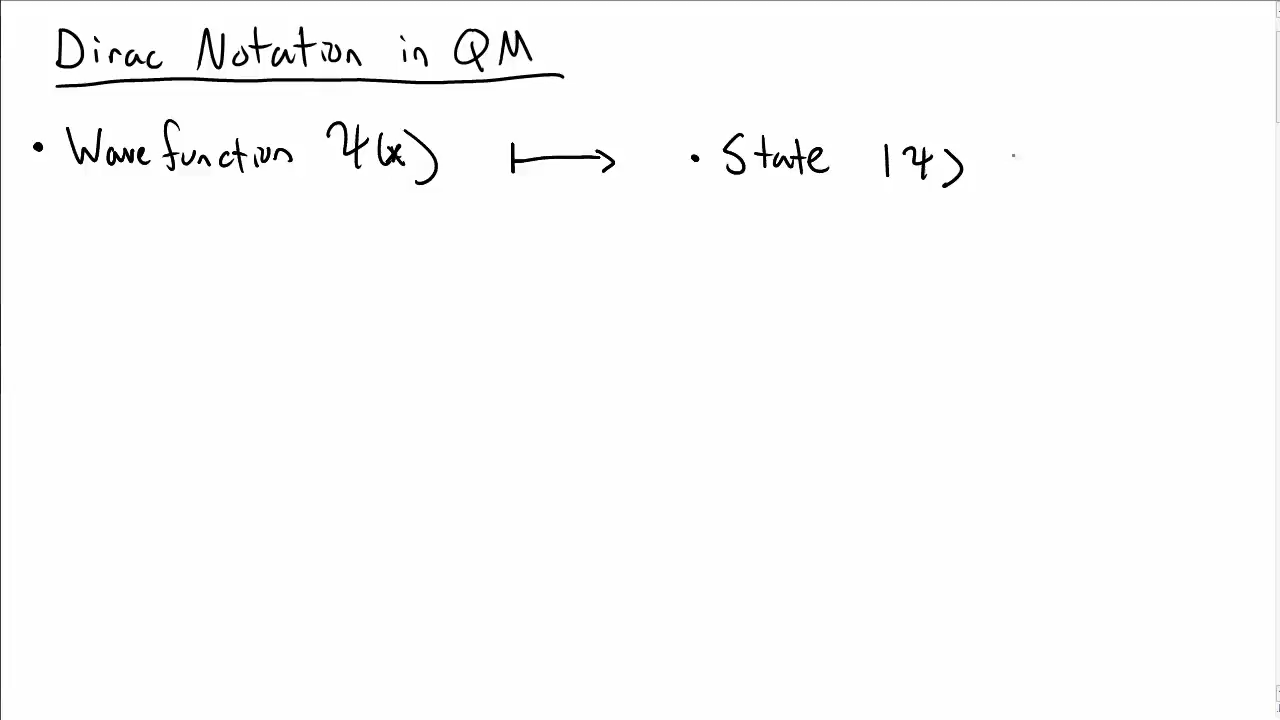 Dirac Notation in QM
• Wavefunction Ψ(x) ↦ • State |Ψ⟩